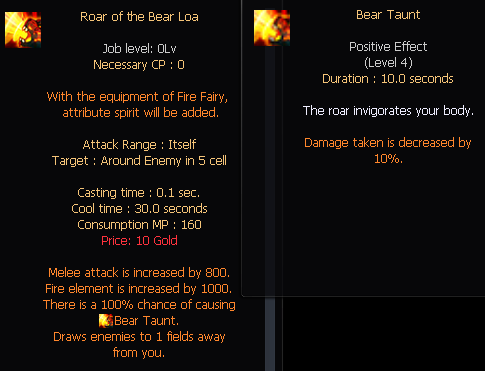 Roar of the Bear Loa
Job level: 0Lv
Necessary CP : 0
With the equipment of Fire Fairy,
attribute spirit will be added.
Attack Range : Itself
Target : Around Enemy in 5 cell
Casting time : 0.1 sec.
Cool time : 30.0 seconds
Consumption MP : 160
Price: 10 Gold
Melee attack is increased by 800.
Fire element is increased by 1000.
There is a 100% chance of causing
Bear Taunt.
Draws enemies to 1 fields away
from you.
Bear Taunt
Positive Effect
(Level 4)
Duration : 10.0 seconds
The roar invigorates your body.
Damage taken is decreased by
10%.